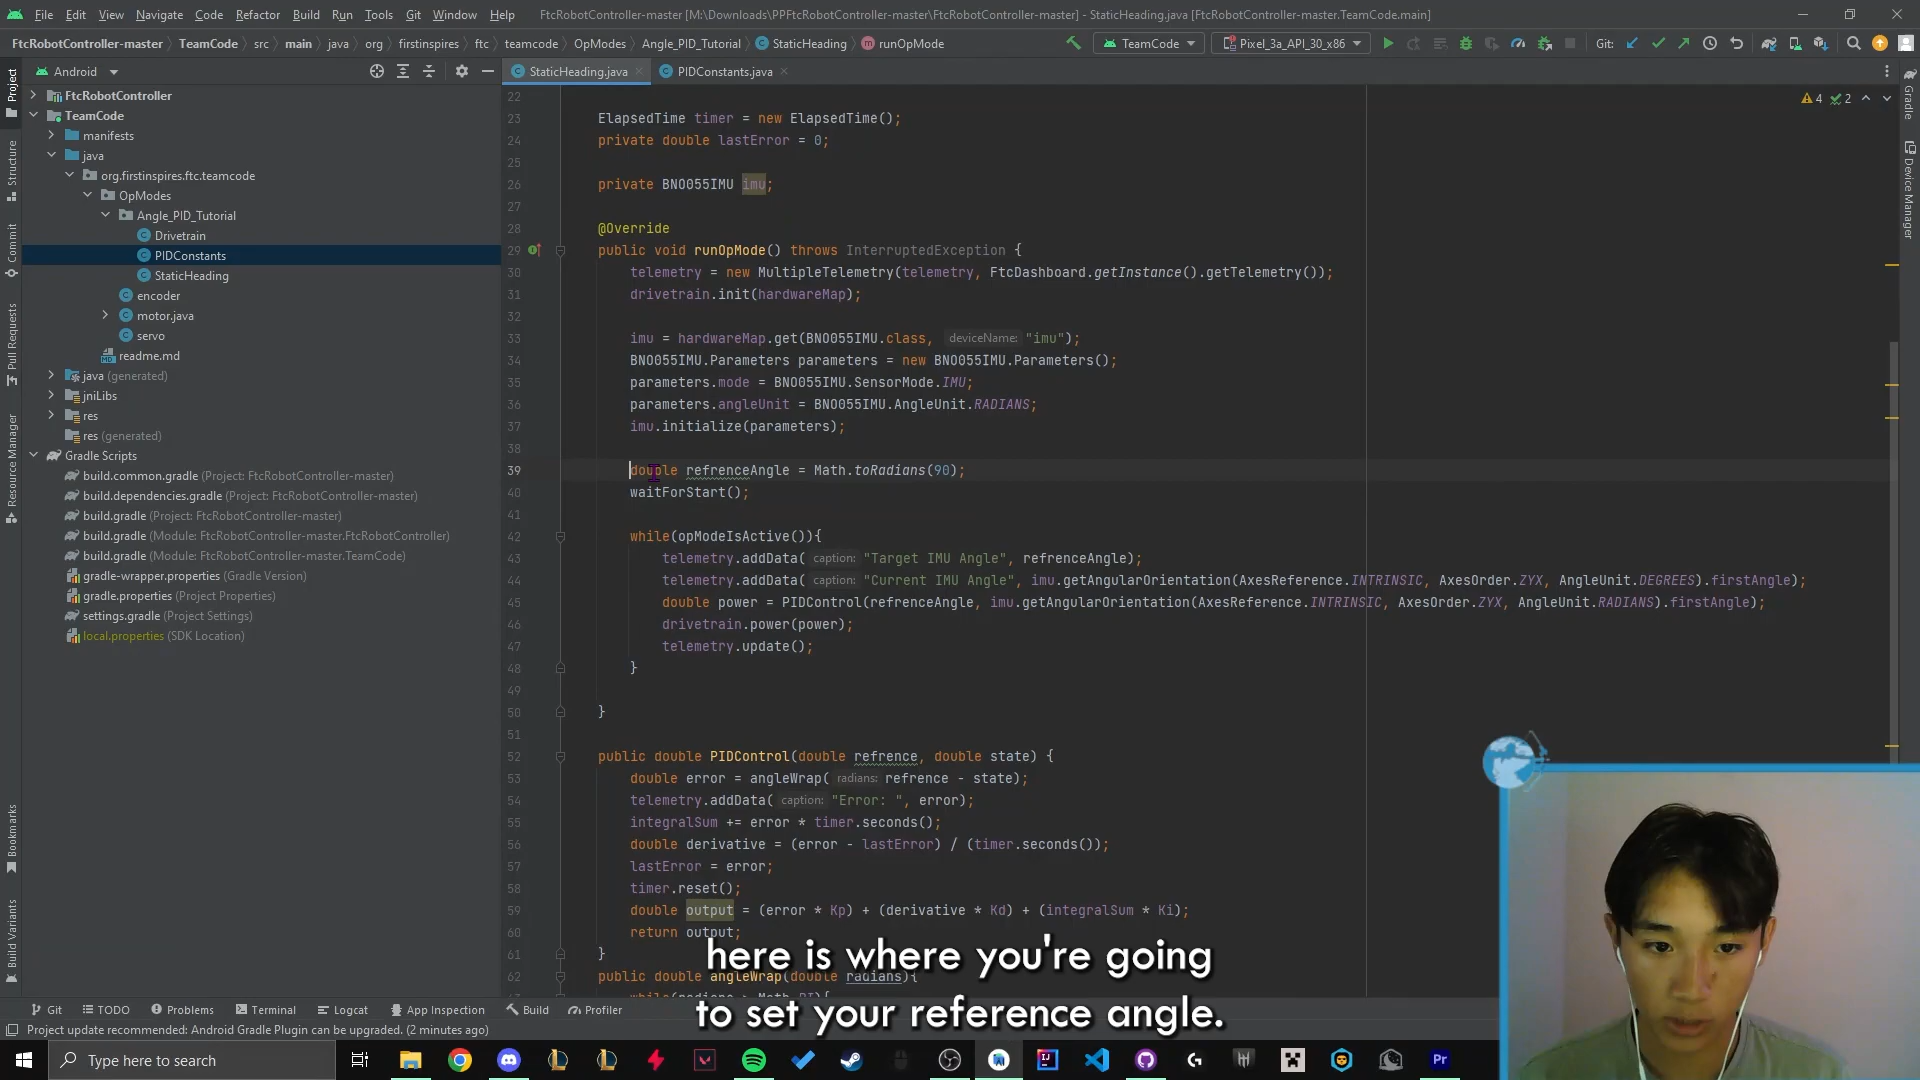 File Edit View Navigate Code Refactor Build Run Tools Git Window Help FtcRobotController-master [M:\Downloads\PPFtcRobotController-master\FtcRobotController-master] - StaticHeading.java [FtcRobotController-master.TeamCode.main]
FtcRobotController-master TeamCode src main java org firstinspires ftc teamcode OpModes Angle_PID_Tutorial StaticHeading runOpMode TeamCode Pixel_3a_API_30_x86 Git:
Android
StaticHeading.java
PIDConstants.java
Project
Structure
Commit
Pull Requests
Resource Manager
Bookmarks
Build Variants
Gradle
Device Manager
FtcRobotController
TeamCode
manifests
java
org.firstinspires.ftc.teamcode
OpModes
Angle_PID_Tutorial
Drivetrain
PIDConstants
StaticHeading
encoder
motor.java
servo
readme.md
java (generated)
jniLibs
res
res (generated)
Gradle Scripts
build.common.gradle (FtcRobotController-master)
build.dependencies.gradle (FtcRobotController-master)
build.gradle (Project: FtcRobotController-master)
build.gradle (Module: FtcRobotController-master.FtcRobotController)
build.gradle (Module: FtcRobotController-master.TeamCode)
gradle-wrapper.properties (Gradle Version)
gradle.properties (Project Properties)
settings.gradle (Project Settings)
local.properties (SDK Location)
4 2
22
23 ElapsedTime timer = new ElapsedTime();
24 private double lastError = 0;
25
26 private BNO055IMU imu;
27
28 @Override
29 public void runOpMode() throws InterruptedException {
30 telemetry = new MultipleTelemetry(telemetry, FtcDashboard.getInstance().getTelemetry());
31 drivetrain.init(hardwareMap);
32
33 imu = hardwareMap.get(BNO055IMU.class, deviceName: "imu");
34 BNO055IMU.Parameters parameters = new BNO055IMU.Parameters();
35 parameters.mode = BNO055IMU.SensorMode.IMU;
36 parameters.angleUnit = BNO055IMU.AngleUnit.RADIANS;
37 imu.initialize(parameters);
38
39 double refrenceAngle = Math.toRadians(90);
40 waitForStart();
41
42 while(opModeIsActive()){
43 telemetry.addData( caption: "Target IMU Angle", refrenceAngle);
44 telemetry.addData( caption: "Current IMU Angle", imu.getAngularOrientation(AxesReference.INTRINSIC, AxesOrder.ZYX, AngleUnit.DEGREES).firstAngle);
45 double power = PIDControl(refrenceAngle, imu.getAngularOrientation(AxesReference.INTRINSIC, AxesOrder.ZYX, AngleUnit.RADIANS).firstAngle);
46 drivetrain.power(power);
47 telemetry.update();
48 }
49
50 }
51
52 public double PIDControl(double refrence, double state) {
53 double error = angleWrap( radians: refrence - state);
54 telemetry.addData( caption: "Error: ", error);
55 integralSum += error * timer.seconds();
56 double derivative = (error - lastError) / (timer.seconds());
57 lastError = error;
58 timer.reset();
59 double output = (error * Kp) + (derivative * Kd) + (integralSum * Ki);
60 return output;
61 }
62 public double angleWrap(double radians){
here is where you're going
to set your reference angle.
Git TODO Problems Terminal Logcat App Inspection Build Profiler
Project update recommended: Android Gradle Plugin can be upgraded. (2 minutes ago)
Type here to search
Pr